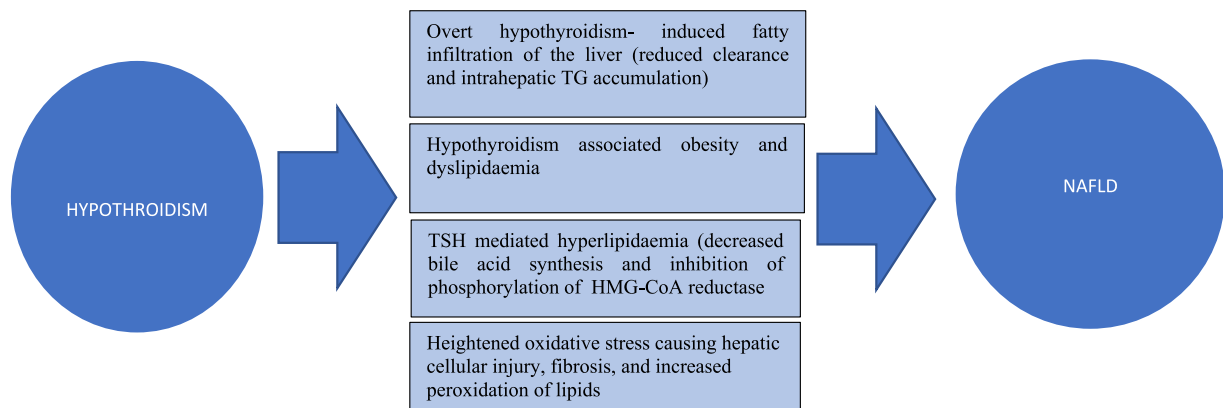 HYPOTHROIDISM
Overt hypothyroidism- induced fatty
infiltration of the liver (reduced clearance
and intrahepatic TG accumulation)
Hypothyroidism associated obesity and
dyslipidaemia
TSH mediated hyperlipidaemia (decreased
bile acid synthesis and inhibition of
phosphorylation of HMG-CoA reductase
Heightened oxidative stress causing hepatic
cellular injury, fibrosis, and increased
peroxidation of lipids
NAFLD